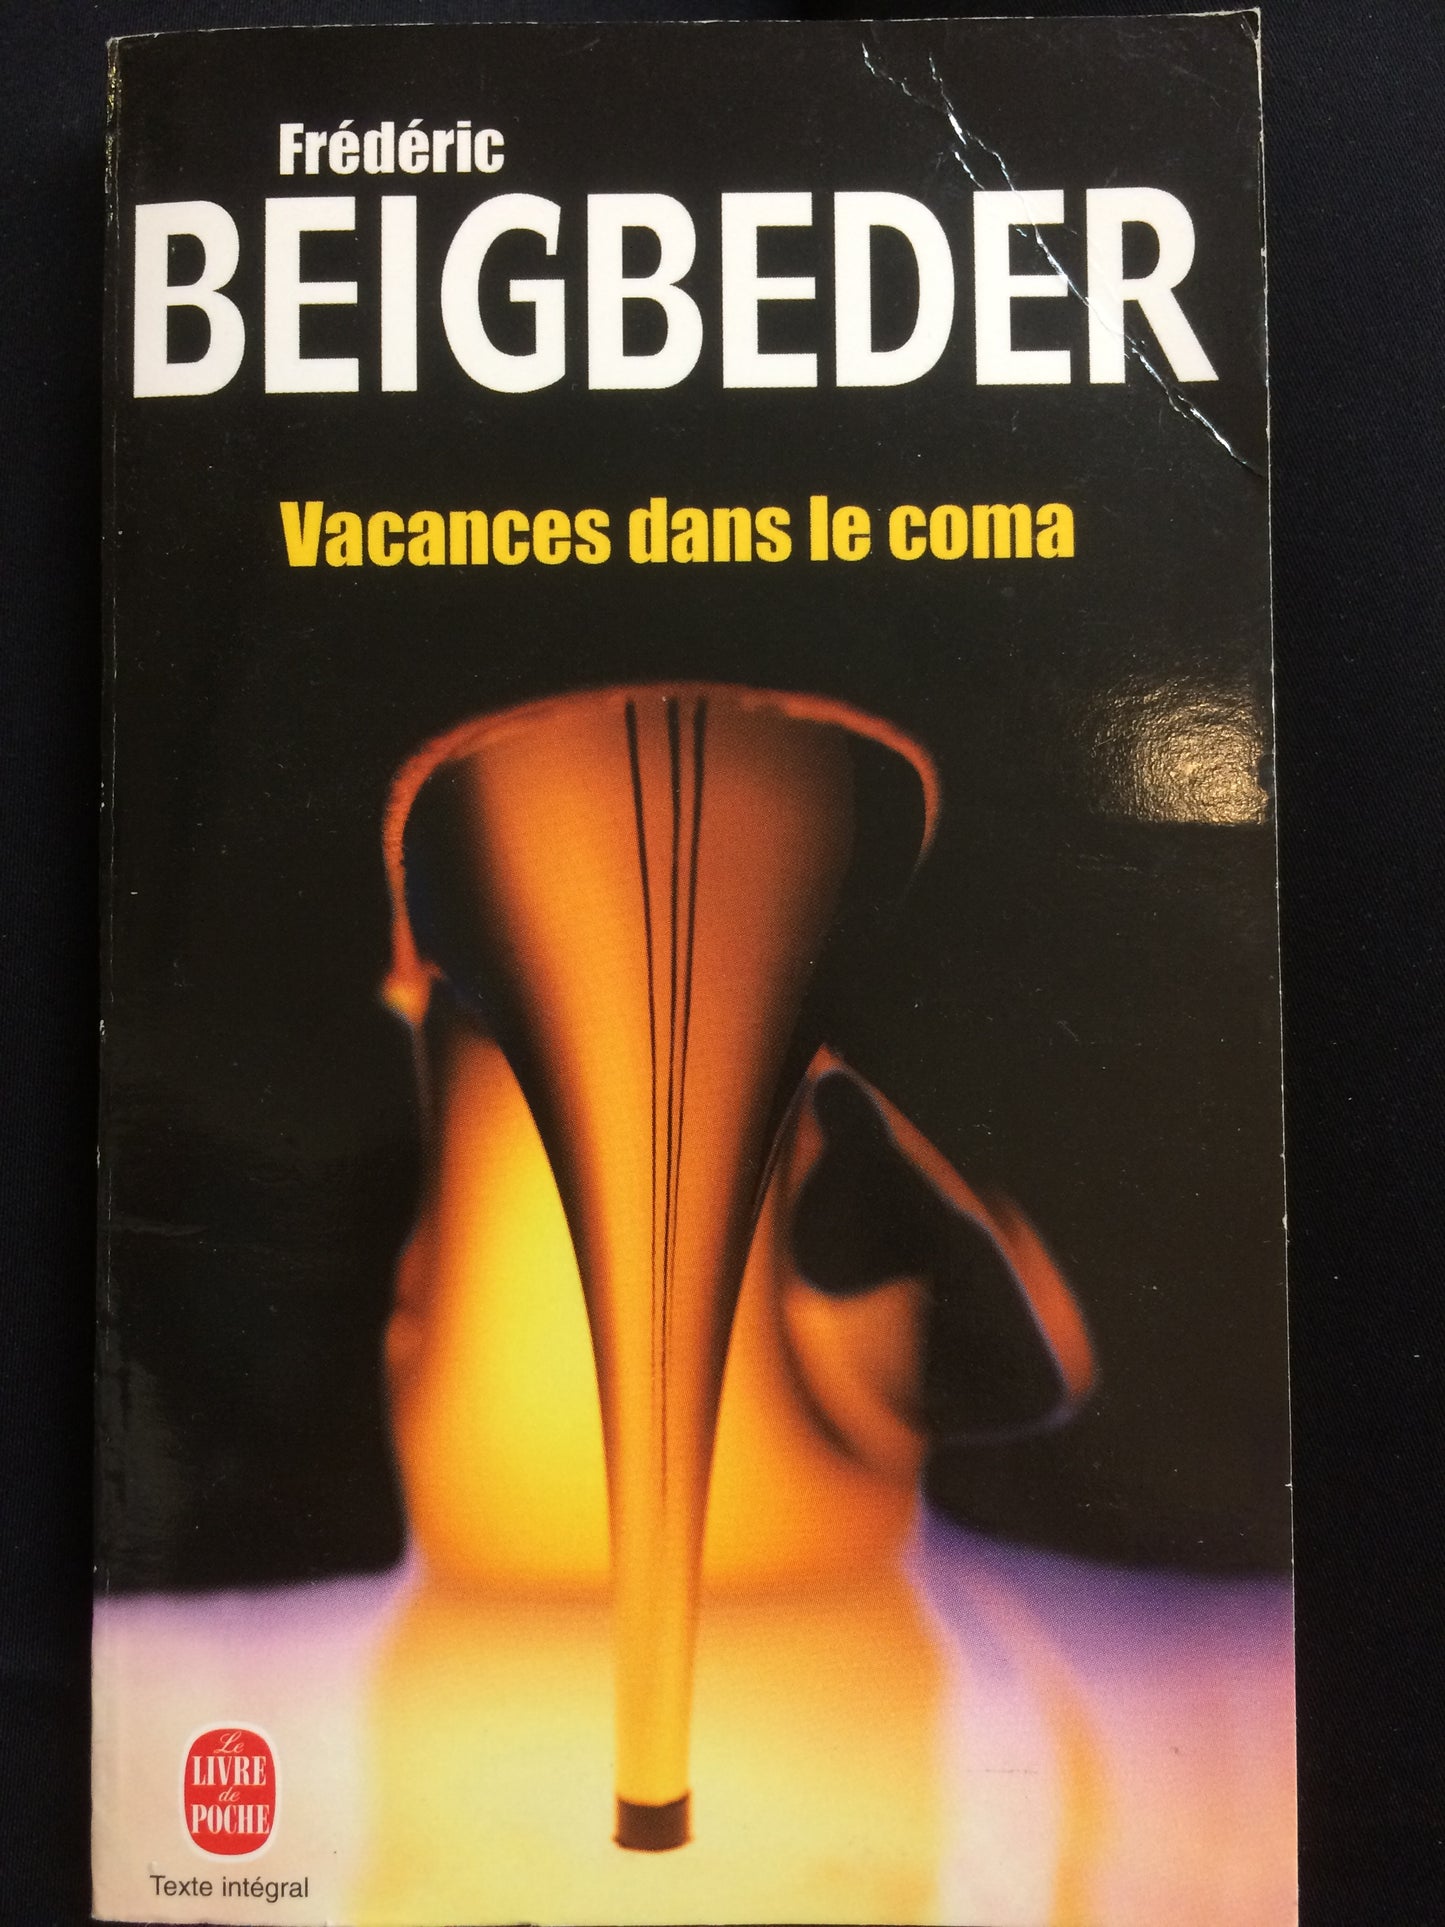 Frédéric
BEIGBEDER
Vacances dans le coma
Le
LIVRE
de
POCHE
Texte intégral